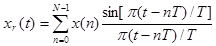 x_r(t) = \sum_{n=0}^{N-1} x(n) \frac{\sin[\pi(t-nT)/T]}{\pi(t-nT)/T}